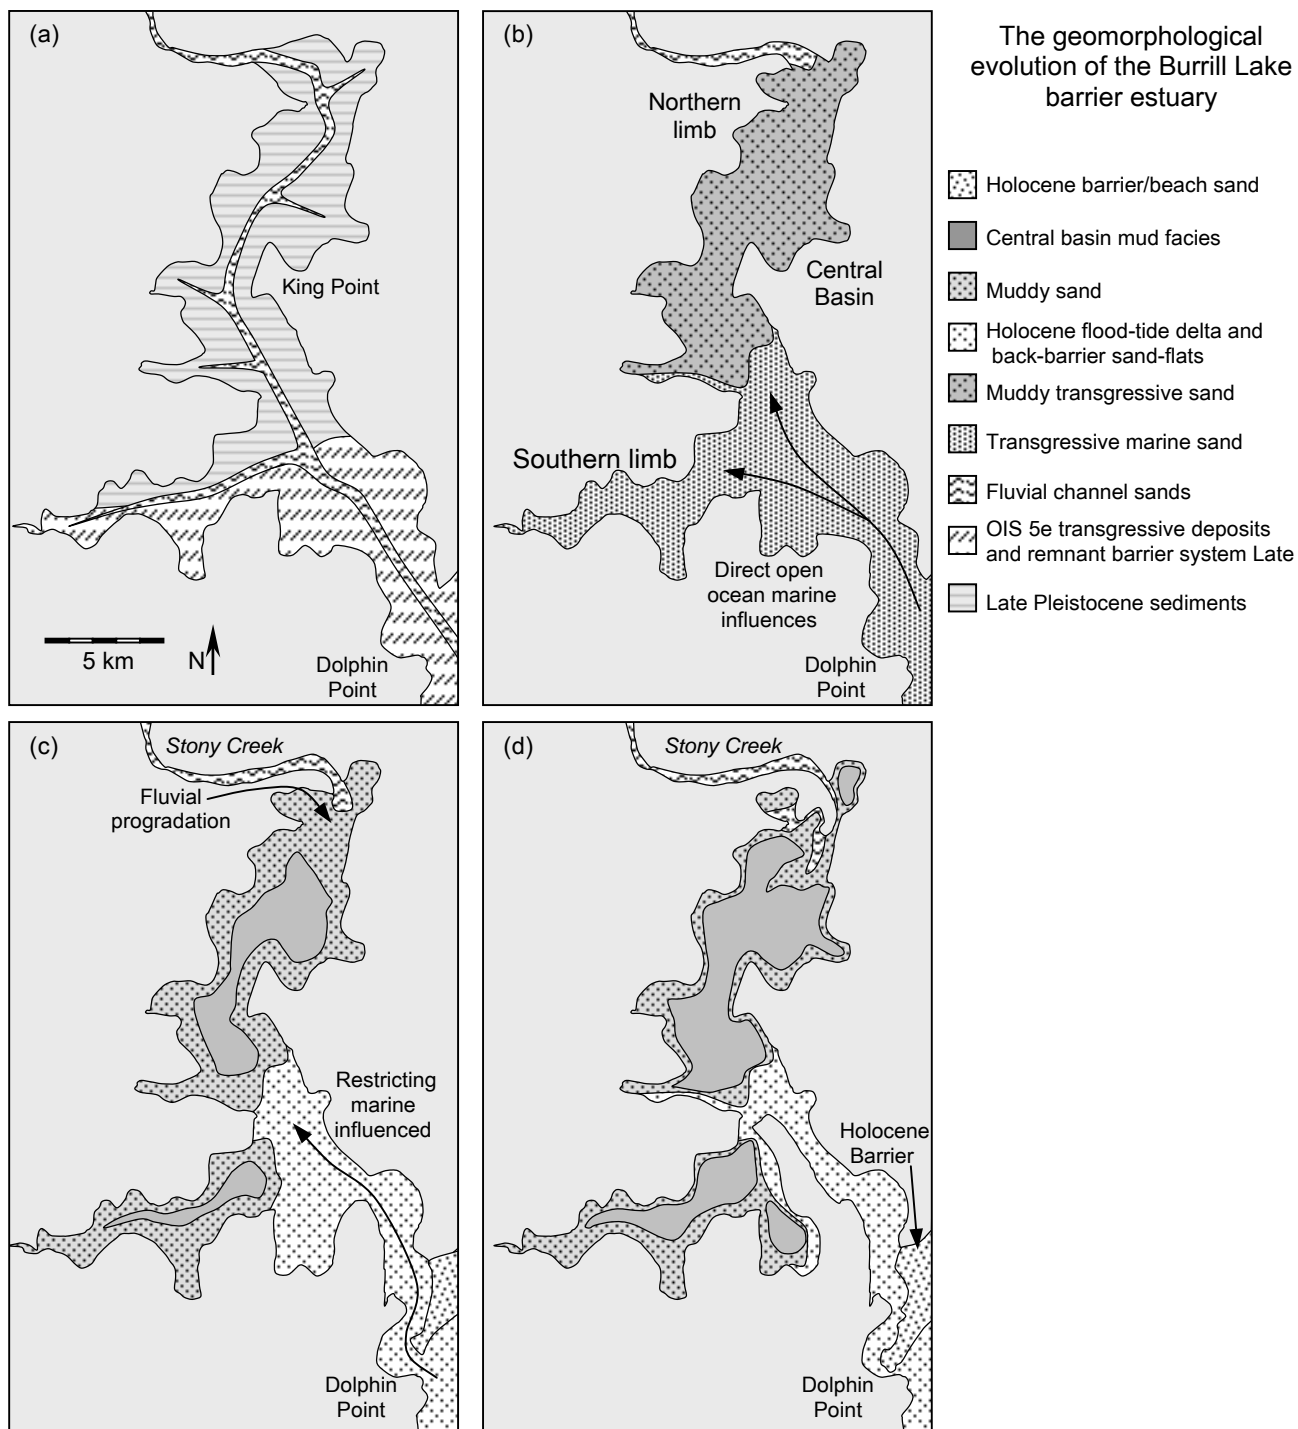 The geomorphological
evolution of the Burrill Lake
barrier estuary
(a)
King Point
5 km
N
Dolphin
Point
(b)
Northern
limb
Central
Basin
Southern limb
Direct open
ocean marine
influences
Dolphin
Point
Holocene barrier/beach sand
Central basin mud facies
Muddy sand
Holocene flood-tide delta and
back-barrier sand-flats
Muddy transgressive sand
Transgressive marine sand
Fluvial channel sands
OIS 5e transgressive deposits
and remnant barrier system Late
Late Pleistocene sediments
(c)
Stony Creek
Fluvial
progradation
Restricting
marine
influenced
Dolphin
Point
(d)
Stony Creek
Holocene
Barrier
Dolphin
Point